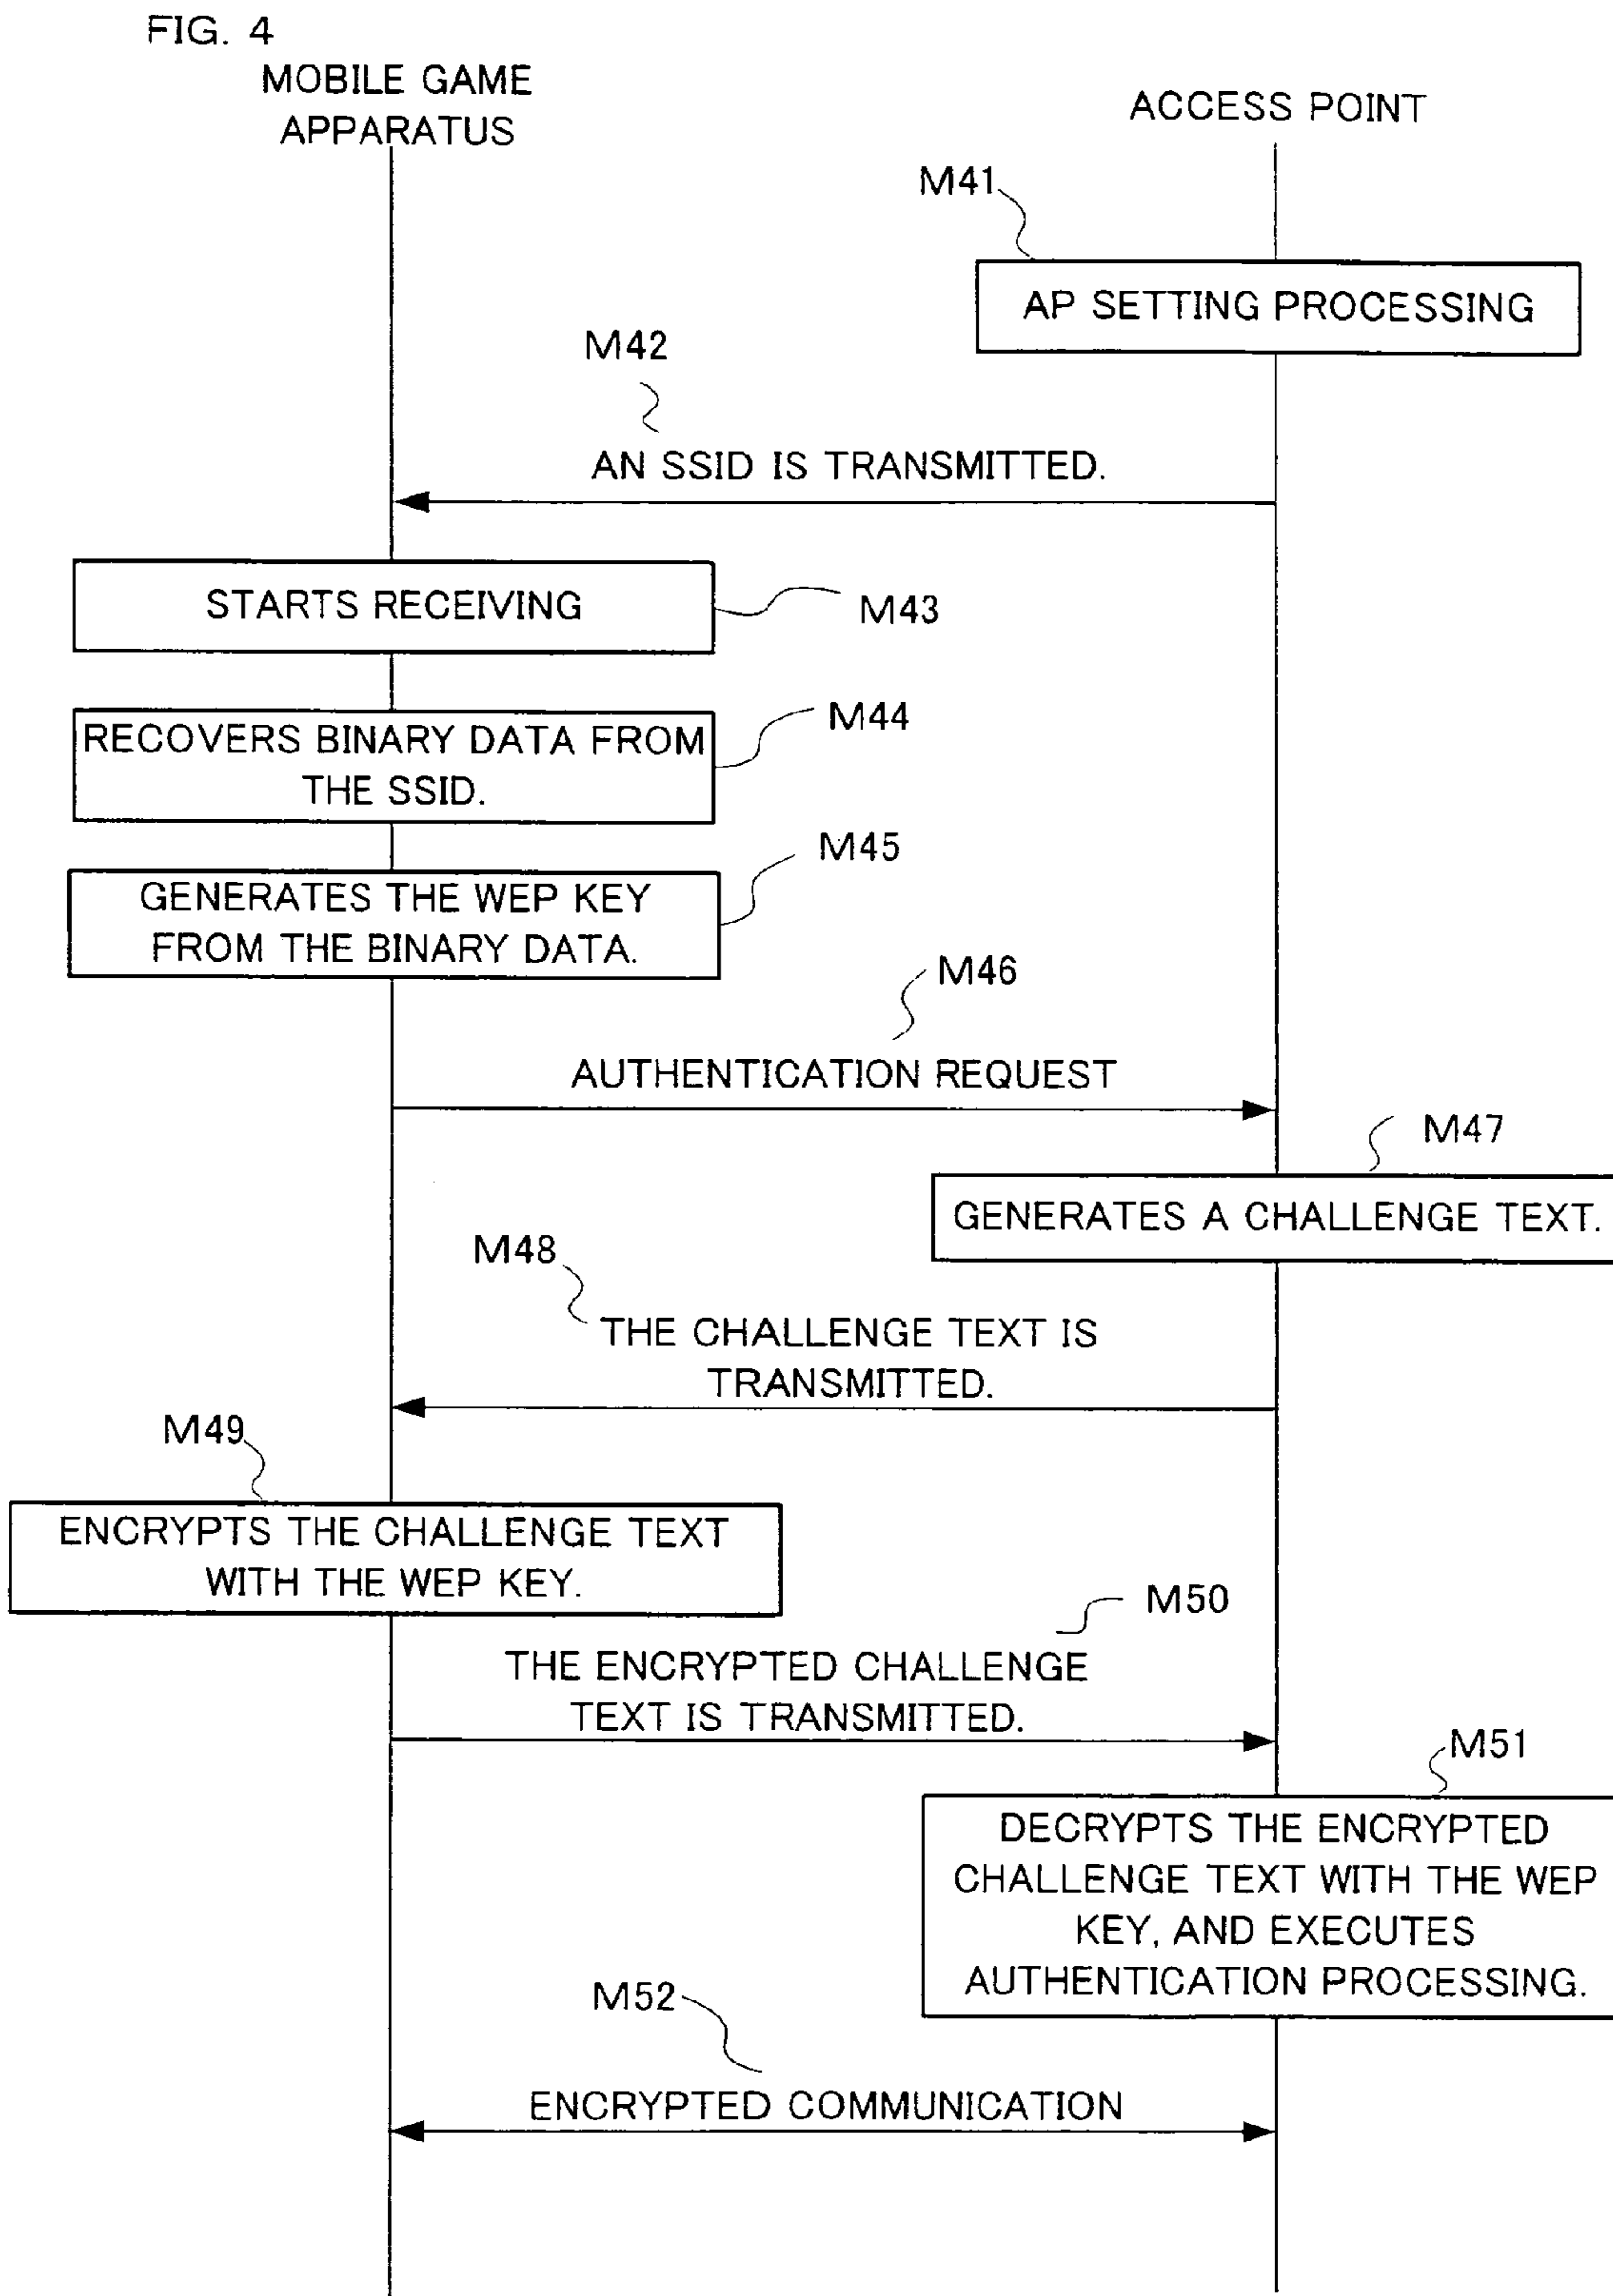 FIG. 4
MOBILE GAME
APPARATUS
ACCESS POINT
M41
AP SETTING PROCESSING
M42
AN SSID IS TRANSMITTED.
STARTS RECEIVING
M43
RECOVERS BINARY DATA FROM
THE SSID.
M44
M45
GENERATES THE WEP KEY
FROM THE BINARY DATA.
M46
AUTHENTICATION REQUEST
M47
GENERATES A CHALLENGE TEXT.
M48
THE CHALLENGE TEXT IS
TRANSMITTED.
M49
ENCRYPTS THE CHALLENGE TEXT
WITH THE WEP KEY.
M50
THE ENCRYPTED CHALLENGE
TEXT IS TRANSMITTED.
M51
DECRYPTS THE ENCRYPTED
CHALLENGE TEXT WITH THE WEP
KEY, AND EXECUTES
AUTHENTICATION PROCESSING.
M52
ENCRYPTED COMMUNICATION